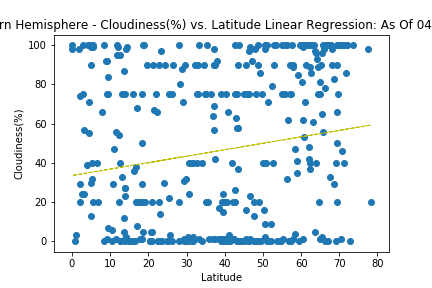 rn Hemisphere - Cloudiness(%) vs. Latitude Linear Regression: As Of 04
100
80
60
40
20
0
Cloudiness(%)
0 10 20 30 40 50 60 70 80
Latitude